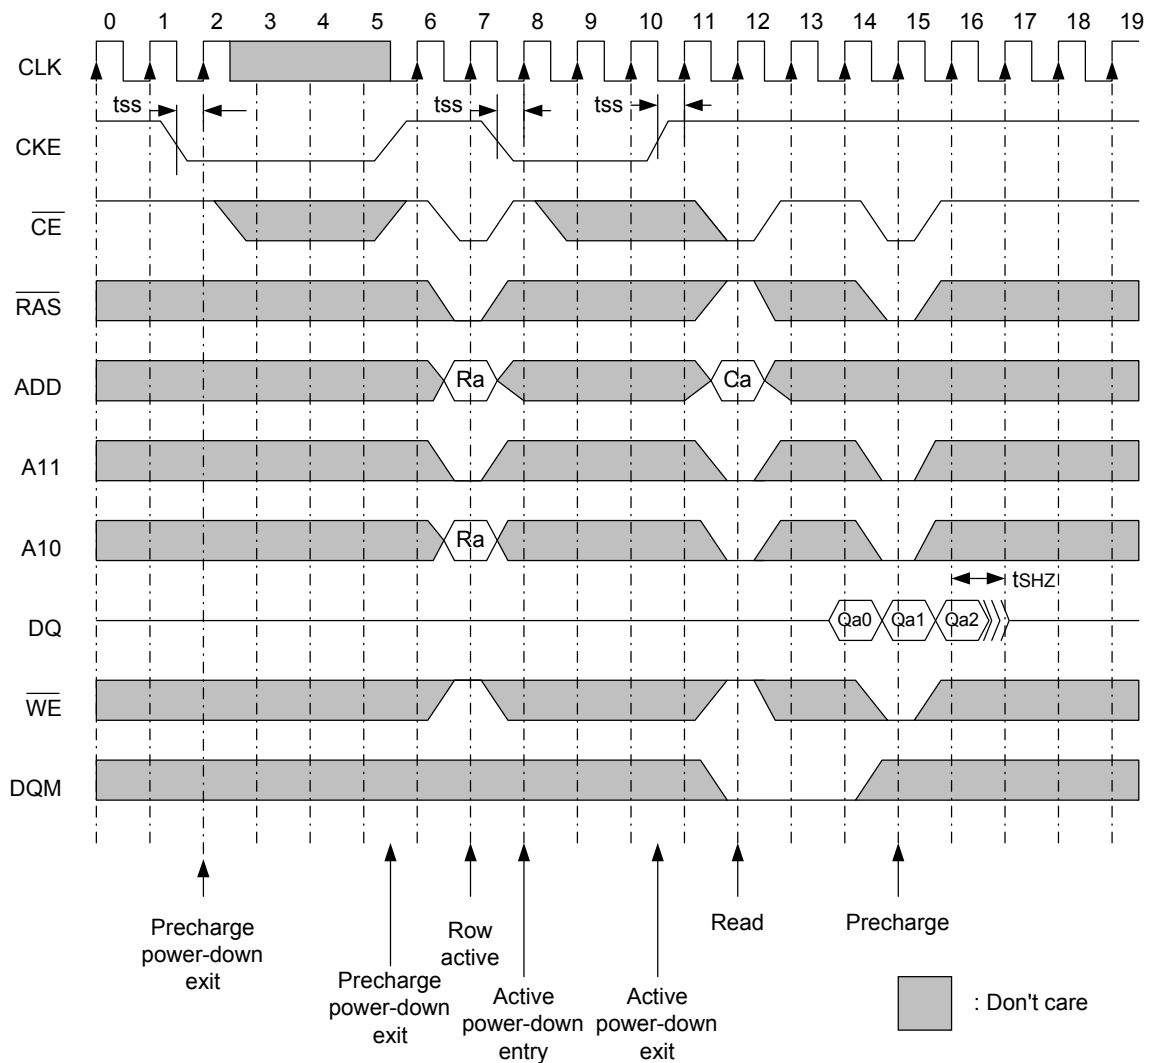 0 1 2 3 4 5 6 7 8 9 10 11 12 13 14 15 16 17 18 19
CLK
tss tss tss
CKE
CE
RAS
ADD Ra Ca
A11
A10 Ra
tSHZ
DQ Qa0 Qa1 Qa2
WE
DQM
Precharge
power-down
exit
Precharge
power-down
exit
Row
active
Active
power-down
entry
Active
power-down
exit
Read
Precharge
: Don't care